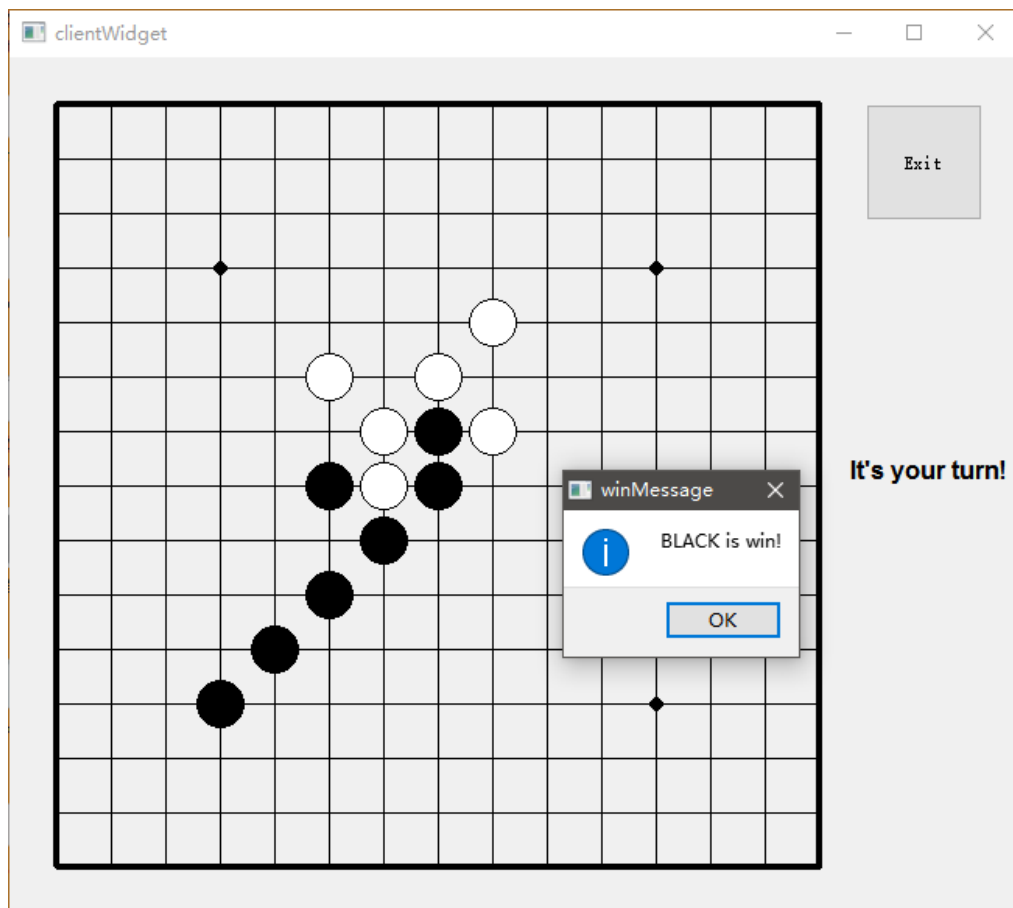 clientWidget
Exit
It's your turn!
winMessage
BLACK is win!
OK